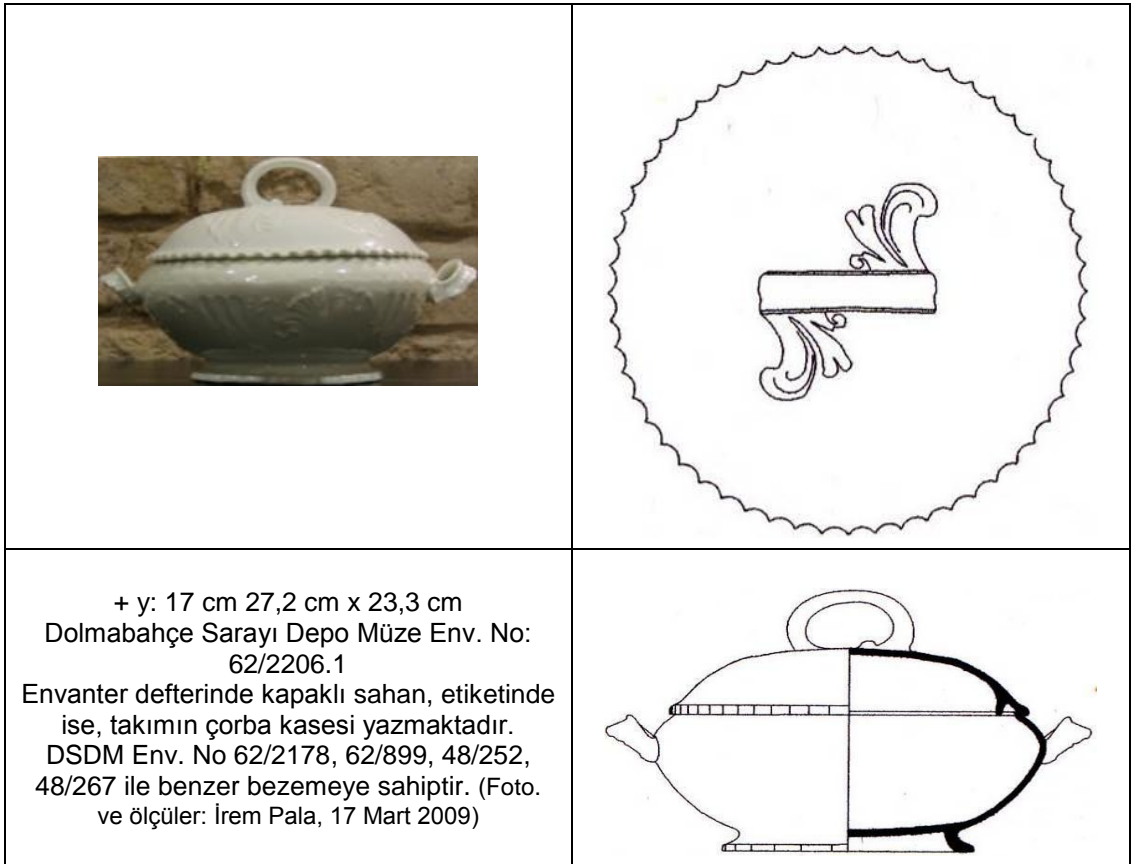 + y: 17 cm 27,2 cm x 23,3 cm
Dolmabahçe Sarayı Depo Müze Env. No:
62/2206.1
Envanter defterinde kapaklı sahan, etiketinde
ise, takımın çorba kasesi yazmaktadır.
DSDM Env. No 62/2178, 62/899, 48/252,
48/267 ile benzer bezemeye sahiptir. (Foto.
ve ölçüler: İrem Pala, 17 Mart 2009)